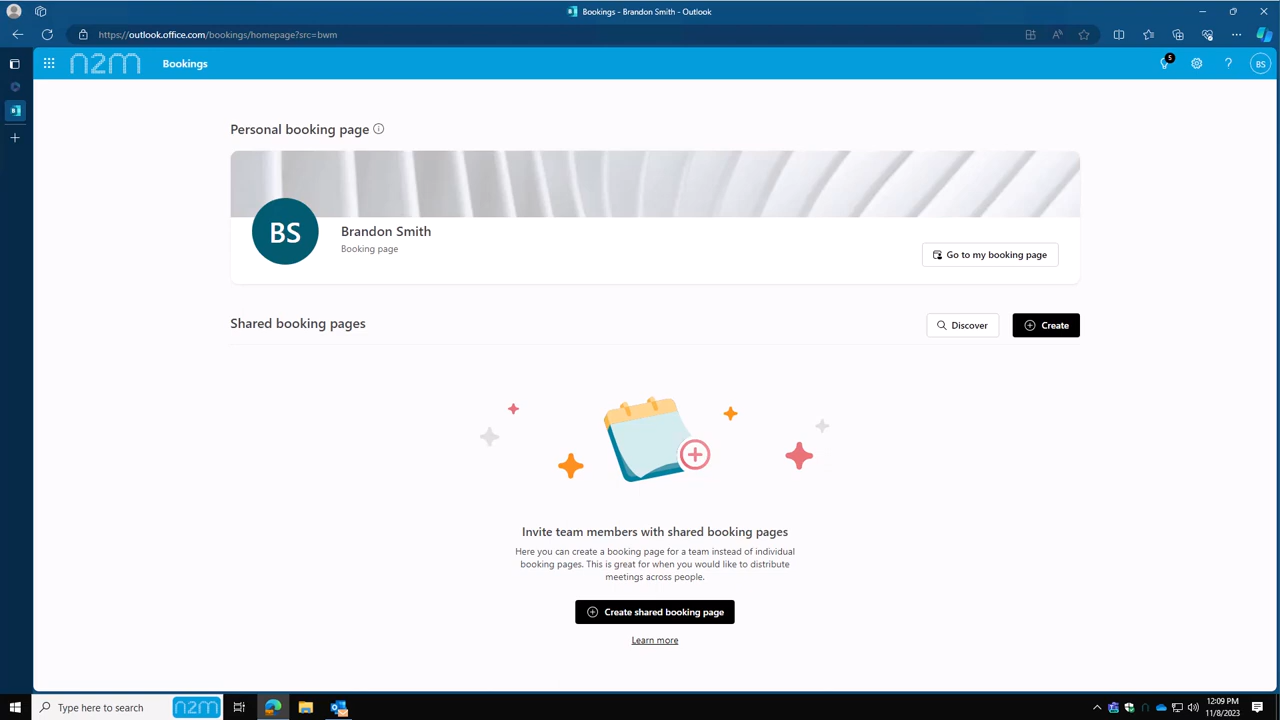 Bookings - Brandon Smith - Outlook
https://outlook.office.com/bookings/homepage?src=bwm
n2m
Bookings
5
BS
Personal booking page
BS
Brandon Smith
Booking page
Go to my booking page
Shared booking pages
Discover
Create
Invite team members with shared booking pages
Here you can create a booking page for a team instead of individual
booking pages. This is great for when you would like to distribute
meetings across people.
Create shared booking page
Learn more
Type here to search
n2m
12:09 PM
11/8/2023